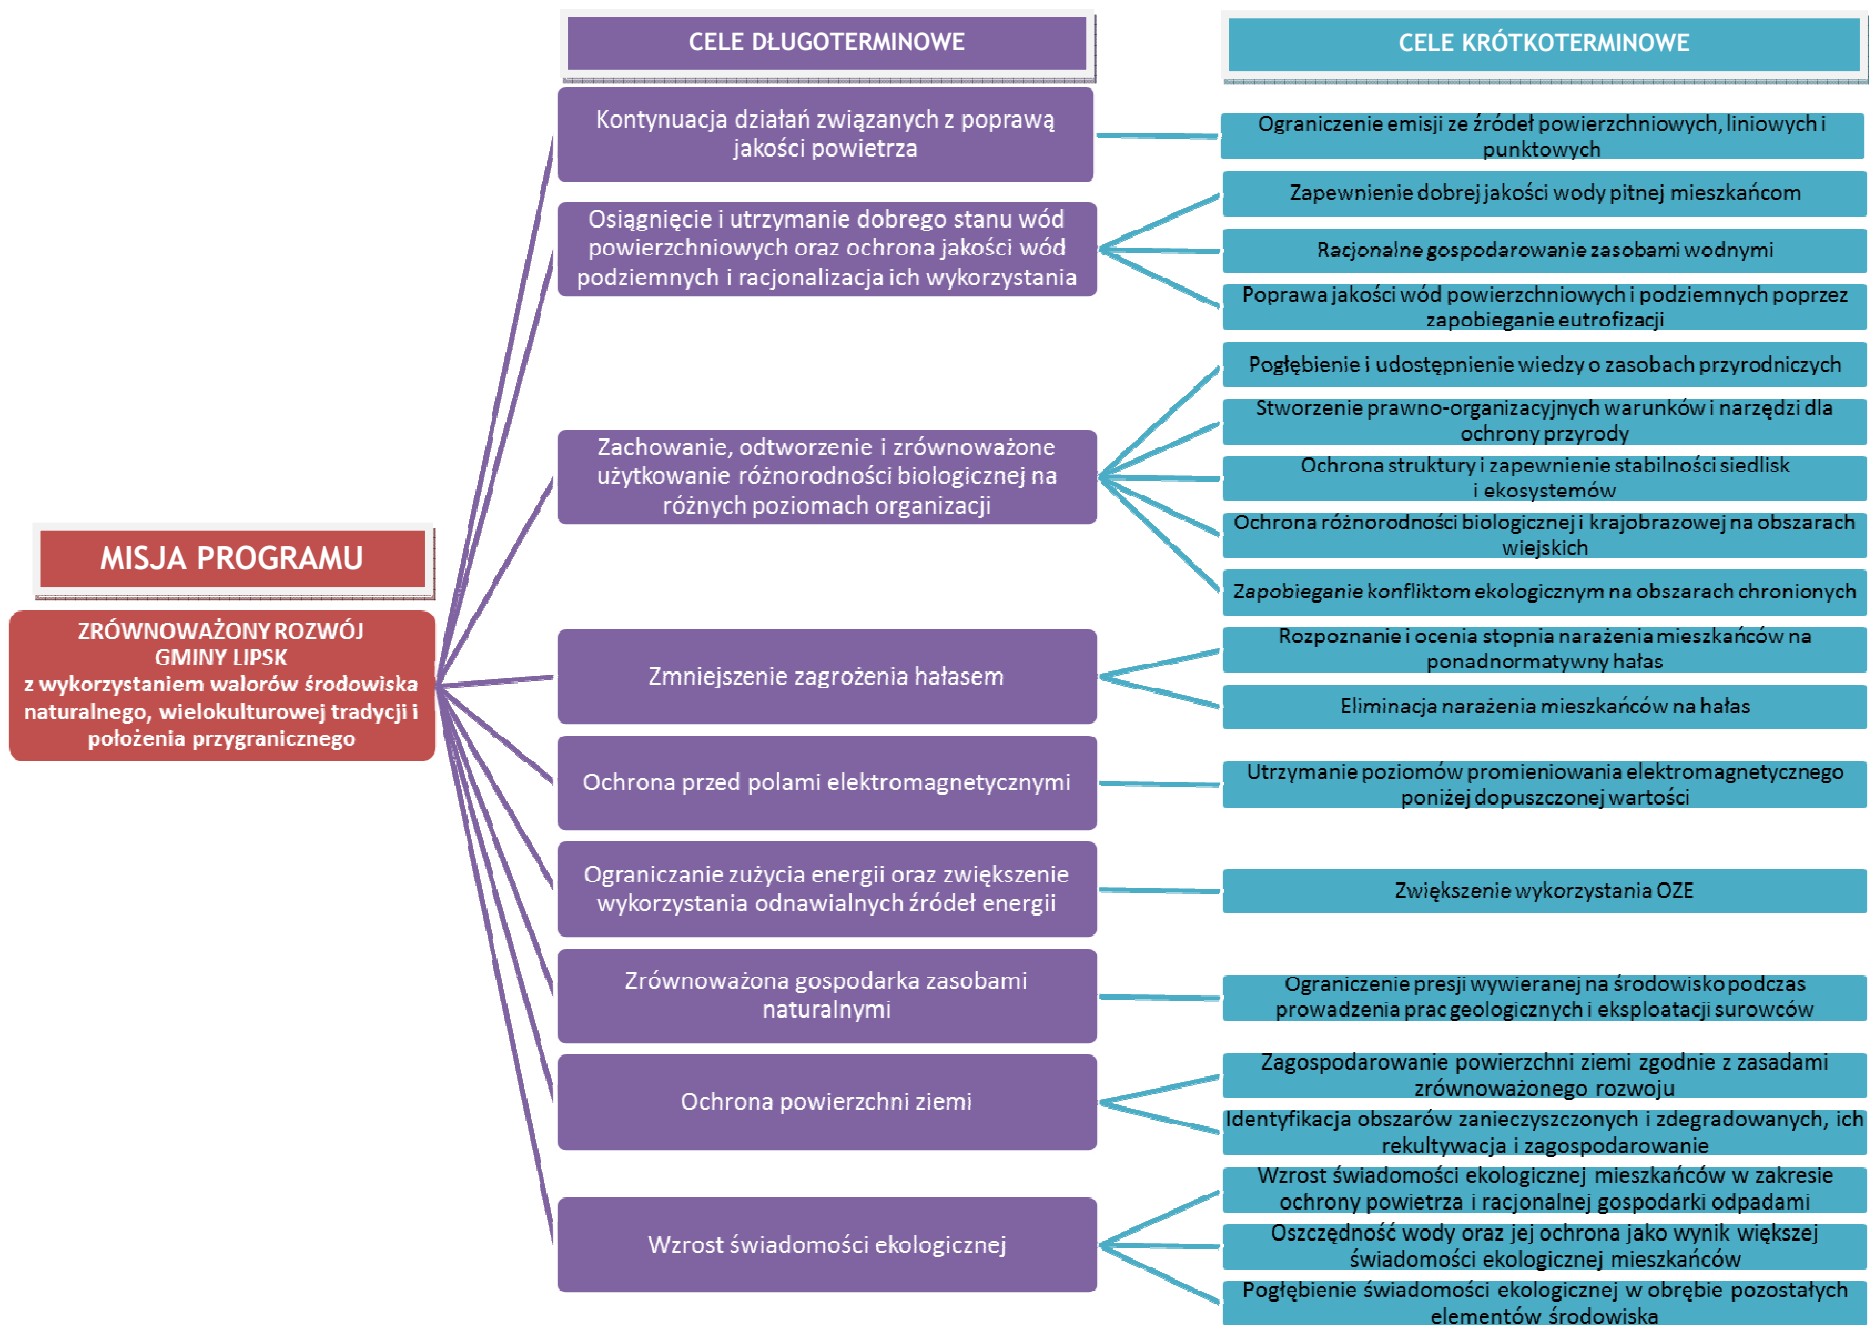 CELE DŁUGOTERMINOWE
CELE KRÓTKOTERMINOWE
MISJA PROGRAMU
ZRÓWNOWAŻONY ROZWÓJ
GMINY LIPSK
z wykorzystaniem walorów środowiska
naturalnego, wielokulturowej tradycji i
położenia przygranicznego
Kontynuacja działań związanych z poprawą
jakości powietrza
Ograniczenie emisji ze źródeł powierzchniowych, liniowych i
punktowych
Osiągnięcie i utrzymanie dobrego stanu wód
powierzchniowych oraz ochrona jakości wód
podziemnych i racjonalizacja ich wykorzystania
Zapewnienie dobrej jakości wody pitnej mieszkańcom
Racjonalne gospodarowanie zasobami wodnymi
Poprawa jakości wód powierzchniowych i podziemnych poprzez
zapobieganie eutrofizacji
Zachowanie, odtworzenie i zrównoważone
użytkowanie różnorodności biologicznej na
różnych poziomach organizacji
Pogłębienie i udostępnienie wiedzy o zasobach przyrodniczych
Stworzenie prawno-organizacyjnych warunków i narzędzi dla
ochrony przyrody
Ochrona struktury i zapewnienie stabilności siedlisk
i ekosystemów
Ochrona różnorodności biologicznej i krajobrazowej na obszarach
wiejskich
Zapobieganie konfliktom ekologicznym na obszarach chronionych
Zmniejszenie zagrożenia hałasem
Rozpoznanie i ocenia stopnia narażenia mieszkańców na
ponadnormatywny hałas
Eliminacja narażenia mieszkańców na hałas
Ochrona przed polami elektromagnetycznymi
Utrzymanie poziomów promieniowania elektromagnetycznego
poniżej dopuszczonej wartości
Ograniczanie zużycia energii oraz zwiększenie
wykorzystania odnawialnych źródeł energii
Zwiększenie wykorzystania OZE
Zrównoważona gospodarka zasobami
naturalnymi
Ograniczenie presji wywieranej na środowisko podczas
prowadzenia prac geologicznych i eksploatacji surowców
Ochrona powierzchni ziemi
Zagospodarowanie powierzchni ziemi zgodnie z zasadami
zrównoważonego rozwoju
Identyfikacja obszarów zanieczyszczonych i zdegradowanych, ich
rekultywacja i zagospodarowanie
Wzrost świadomości ekologicznej
Wzrost świadomości ekologicznej mieszkańców w zakresie
ochrony powietrza i racjonalnej gospodarki odpadami
Oszczędność wody oraz jej ochrona jako wynik większej
świadomości ekologicznej mieszkańców
Pogłębienie świadomości ekologicznej w obrębie pozostałych
elementów środowiska